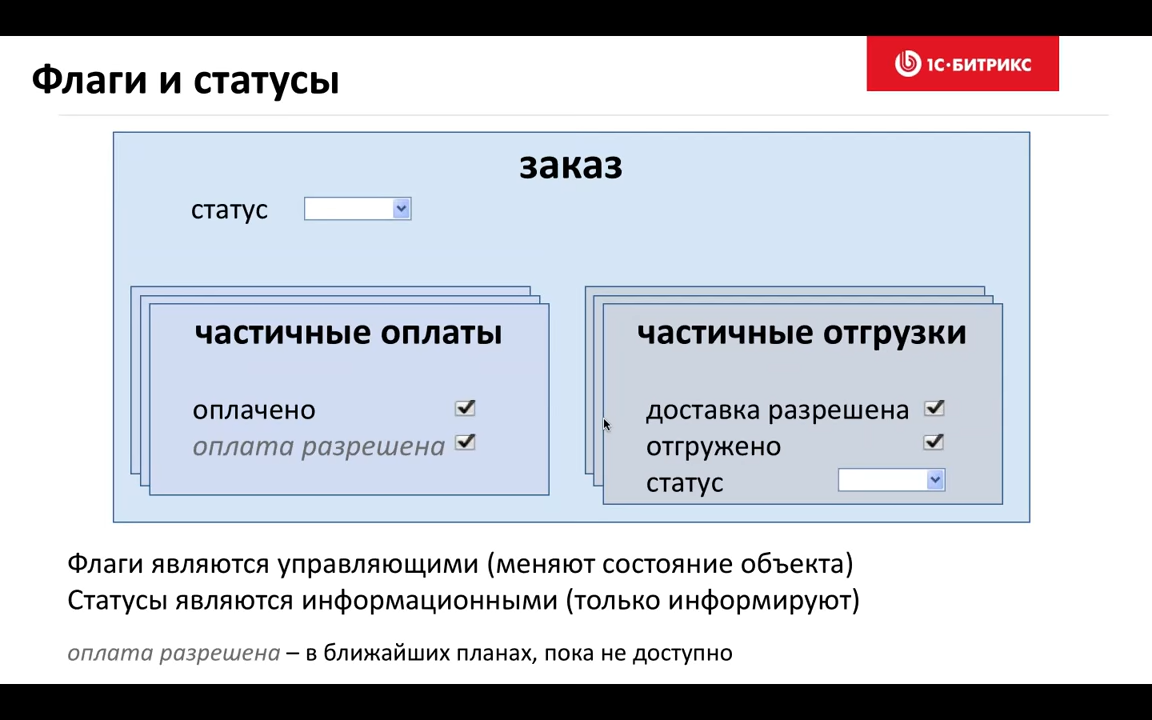 Флаги и статусы
1С·БИТРИКС
заказ
статус
частичные оплаты
оплачено
оплата разрешена
частичные отгрузки
доставка разрешена
отгружено
статус
Флаги являются управляющими (меняют состояние объекта)
Статусы являются информационными (только информируют)
оплата разрешена – в ближайших планах, пока не доступно